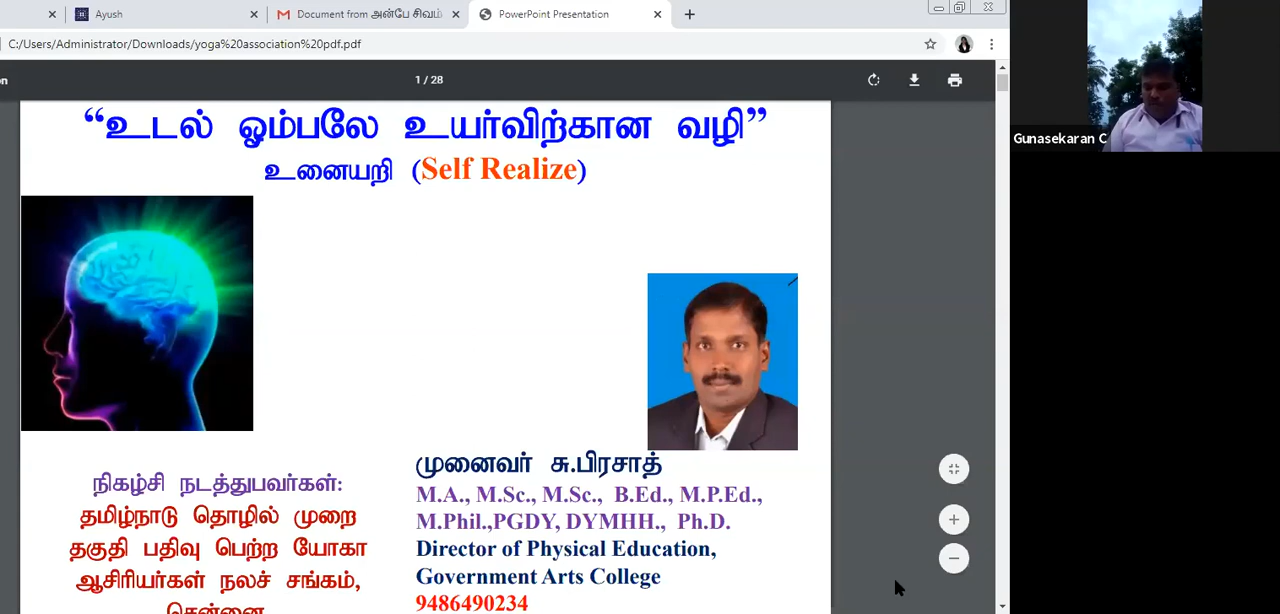 Ayush
Document from அன்பே சிவம்
PowerPoint Presentation
C:/Users/Administrator/Downloads/yoga%20association%20pdf.pdf
1 / 28
“உடல் ஓம்பலே உயர்விற்கான வழி”
உனையறி (Self Realize)
Gunasekaran C
நிகழ்சி நடத்துபவர்கள்:
தமிழ்நாடு தொழில் முறை
தகுதி பதிவு பெற்ற யோகா
ஆசிரியர்கள் நலச் சங்கம்,
சென்னை
முனைவர் சு.பிரசாத்
M.A., M.Sc., M.Sc., B.Ed., M.P.Ed.,
M.Phil.,PGDY, DYMHH., Ph.D.
Director of Physical Education,
Government Arts College
9486490234